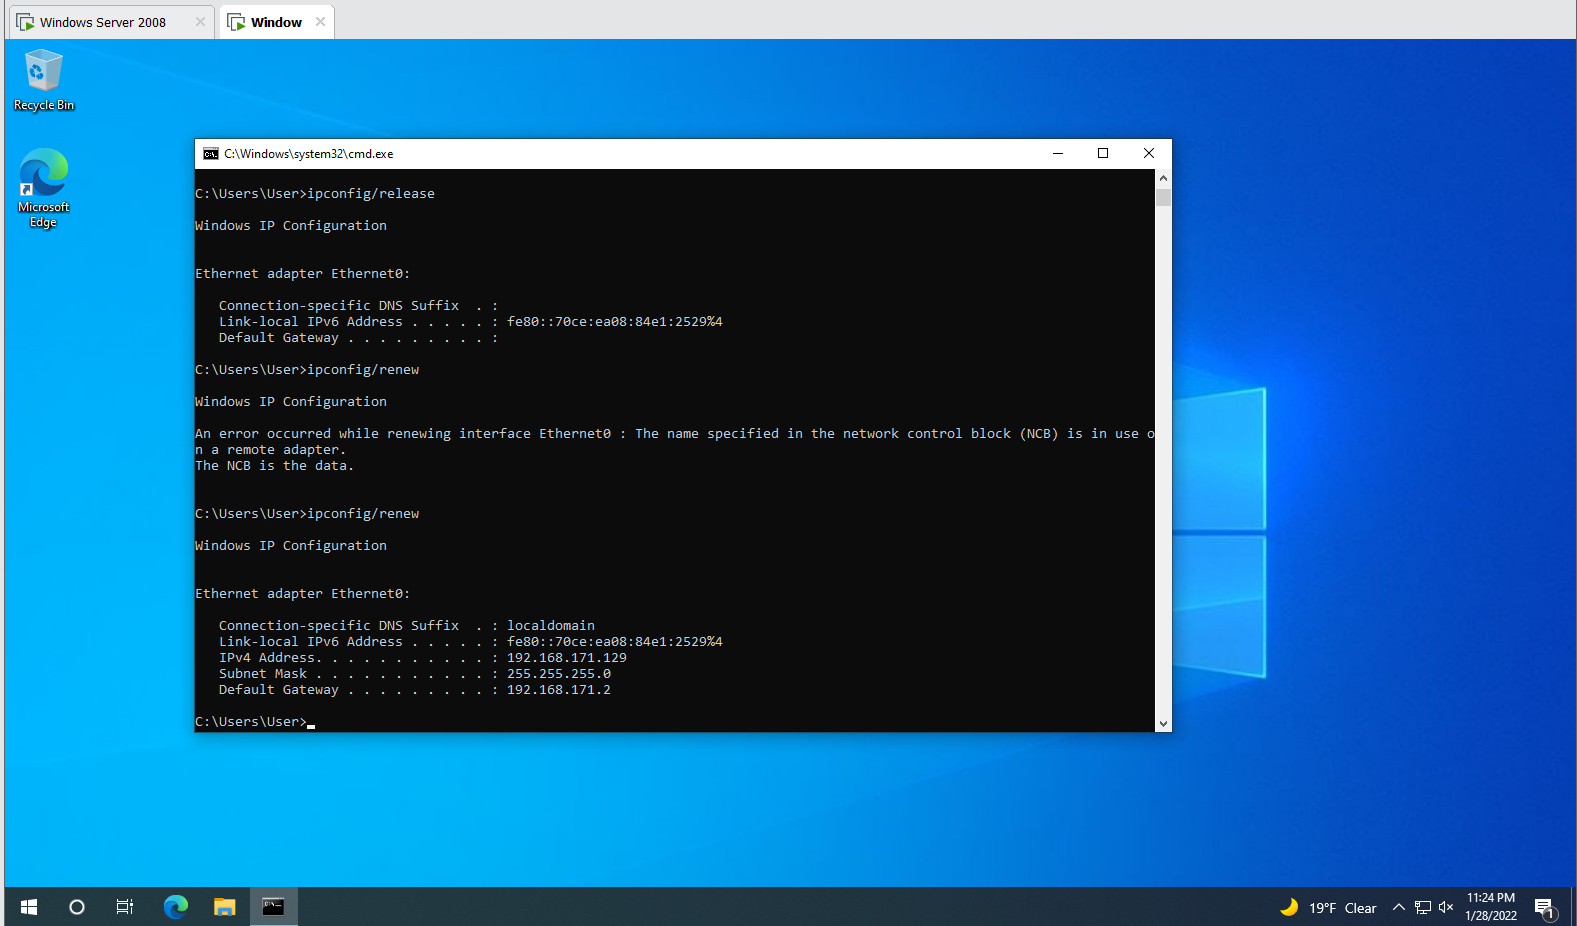 Windows Server 2008
Window
Recycle Bin
Microsoft
Edge
C:\Windows\system32\cmd.exe
C:\Users\User>ipconfig/release
Windows IP Configuration
Ethernet adapter Ethernet0:
Connection-specific DNS Suffix  . :
Link-local IPv6 Address . . . . . : fe80::70ce:ea08:84e1:2529%4
Default Gateway . . . . . . . . . :
C:\Users\User>ipconfig/renew
Windows IP Configuration
An error occurred while renewing interface Ethernet0 : The name specified in the network control block (NCB) is in use o
n a remote adapter.
The NCB is the data.
C:\Users\User>ipconfig/renew
Windows IP Configuration
Ethernet adapter Ethernet0:
Connection-specific DNS Suffix  . : localdomain
Link-local IPv6 Address . . . . . : fe80::70ce:ea08:84e1:2529%4
IPv4 Address. . . . . . . . . . . : 192.168.171.129
Subnet Mask . . . . . . . . . . . : 255.255.255.0
Default Gateway . . . . . . . . . : 192.168.171.2
C:\Users\User>
19°F Clear
11:24 PM
1/28/2022
1